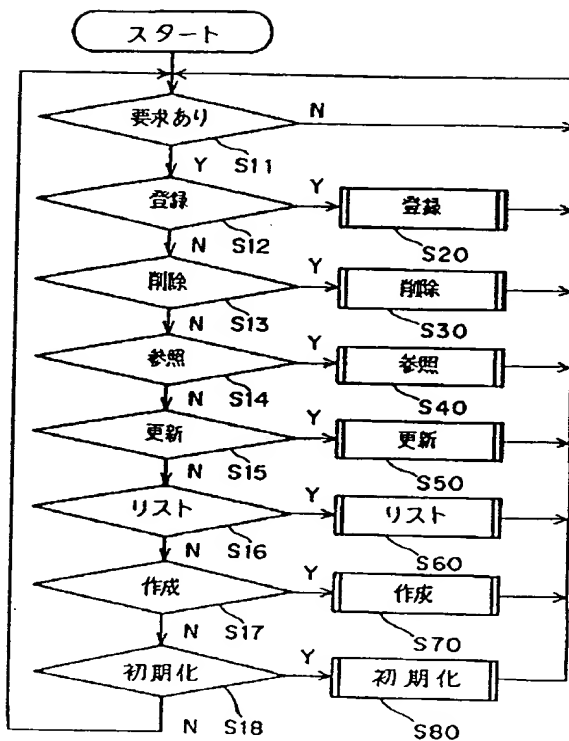 スタート
要求あり
N
Y
S11
登録
Y
登録
N
S12
S20
削除
Y
削除
N
S13
S30
参照
Y
参照
N
S14
S40
更新
Y
更新
N
S15
S50
リスト
Y
リスト
N
S16
S60
作成
Y
作成
N
S17
S70
初期化
Y
初期化
N
S18
S80